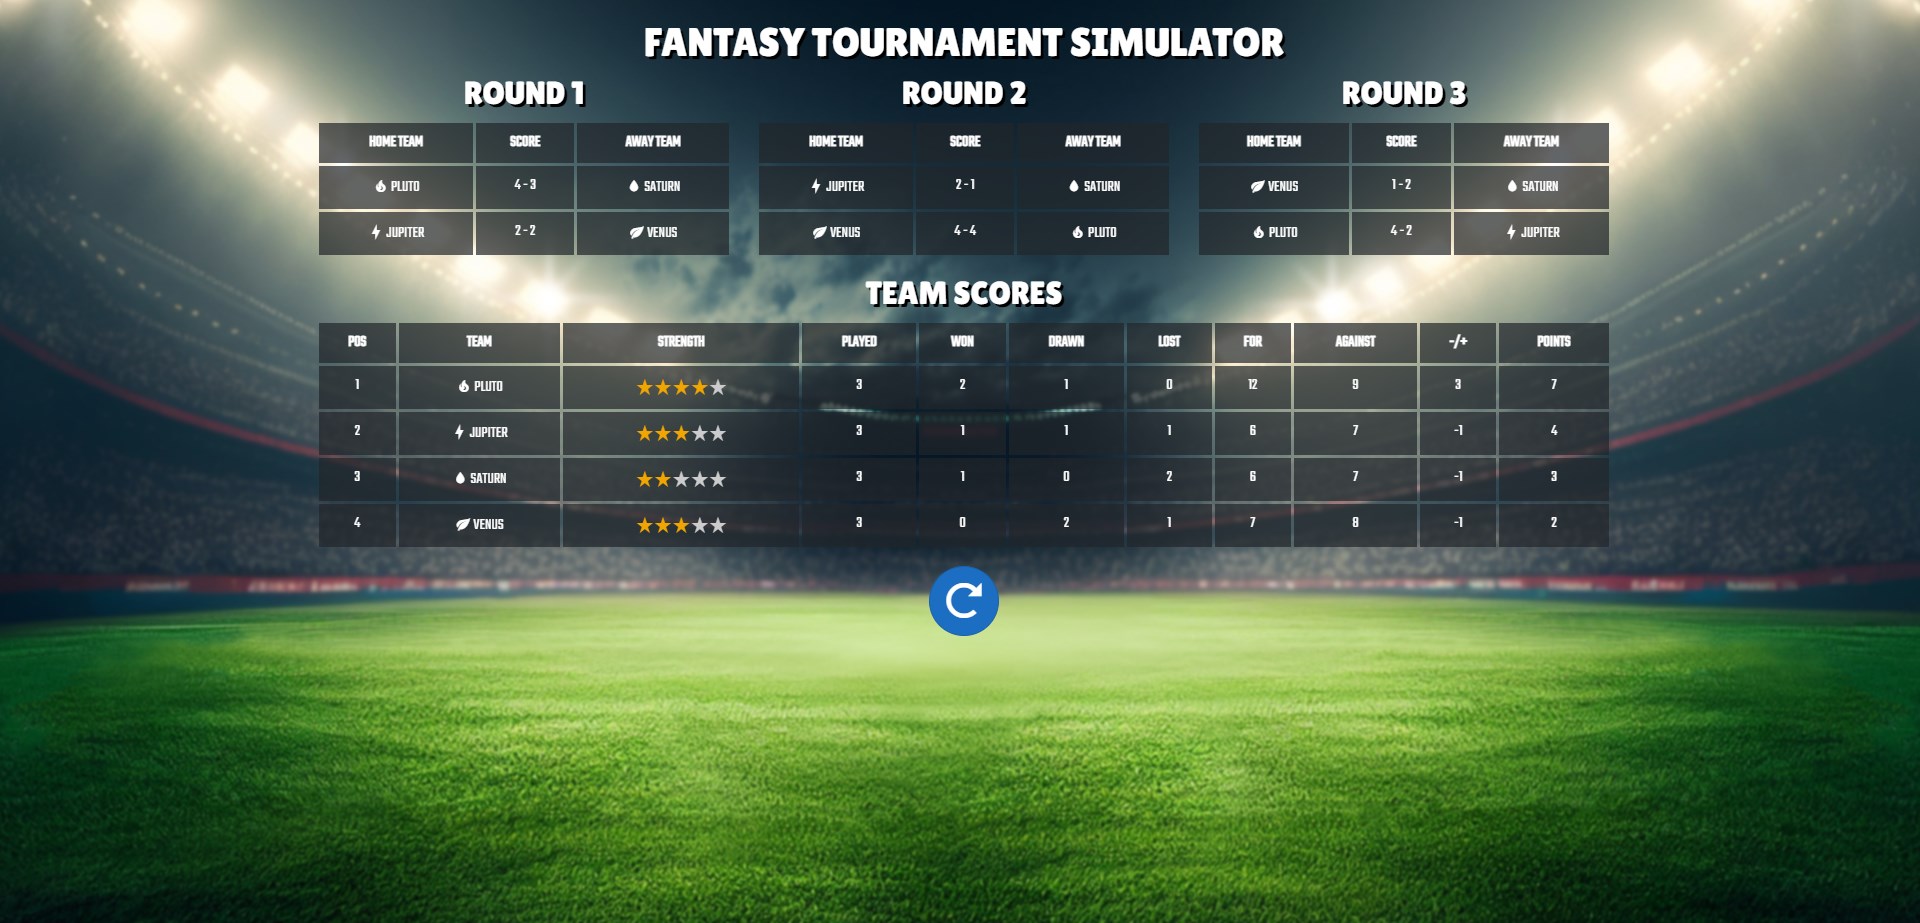 FANTASY TOURNAMENT SIMULATOR
ROUND 1
HOME TEAM SCORE AWAY TEAM
PLUTO 4 - 3 SATURN
JUPITER 2 - 2 VENUS
ROUND 2
HOME TEAM SCORE AWAY TEAM
JUPITER 2 - 1 SATURN
VENUS 4 - 4 PLUTO
ROUND 3
HOME TEAM SCORE AWAY TEAM
VENUS 1 - 2 SATURN
PLUTO 4 - 2 JUPITER
TEAM SCORES
POS TEAM STRENGTH PLAYED WON DRAWN LOST FOR AGAINST -/+ POINTS
1 PLUTO ★★★★★ 3 2 1 0 12 9 3 7
2 JUPITER ★★★★★ 3 1 1 1 6 7 -1 4
3 SATURN ★★★★★ 3 1 0 2 6 7 -1 3
4 VENUS ★★★★★ 3 0 2 1 7 8 -1 2